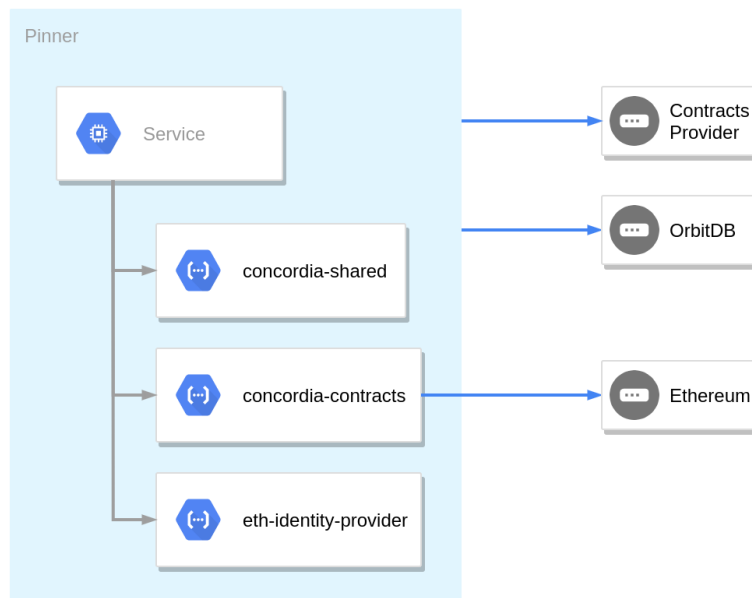 Pinner
Service
Contracts
Provider
OrbitDB
concordia-shared
concordia-contracts
Ethereum
eth-identity-provider